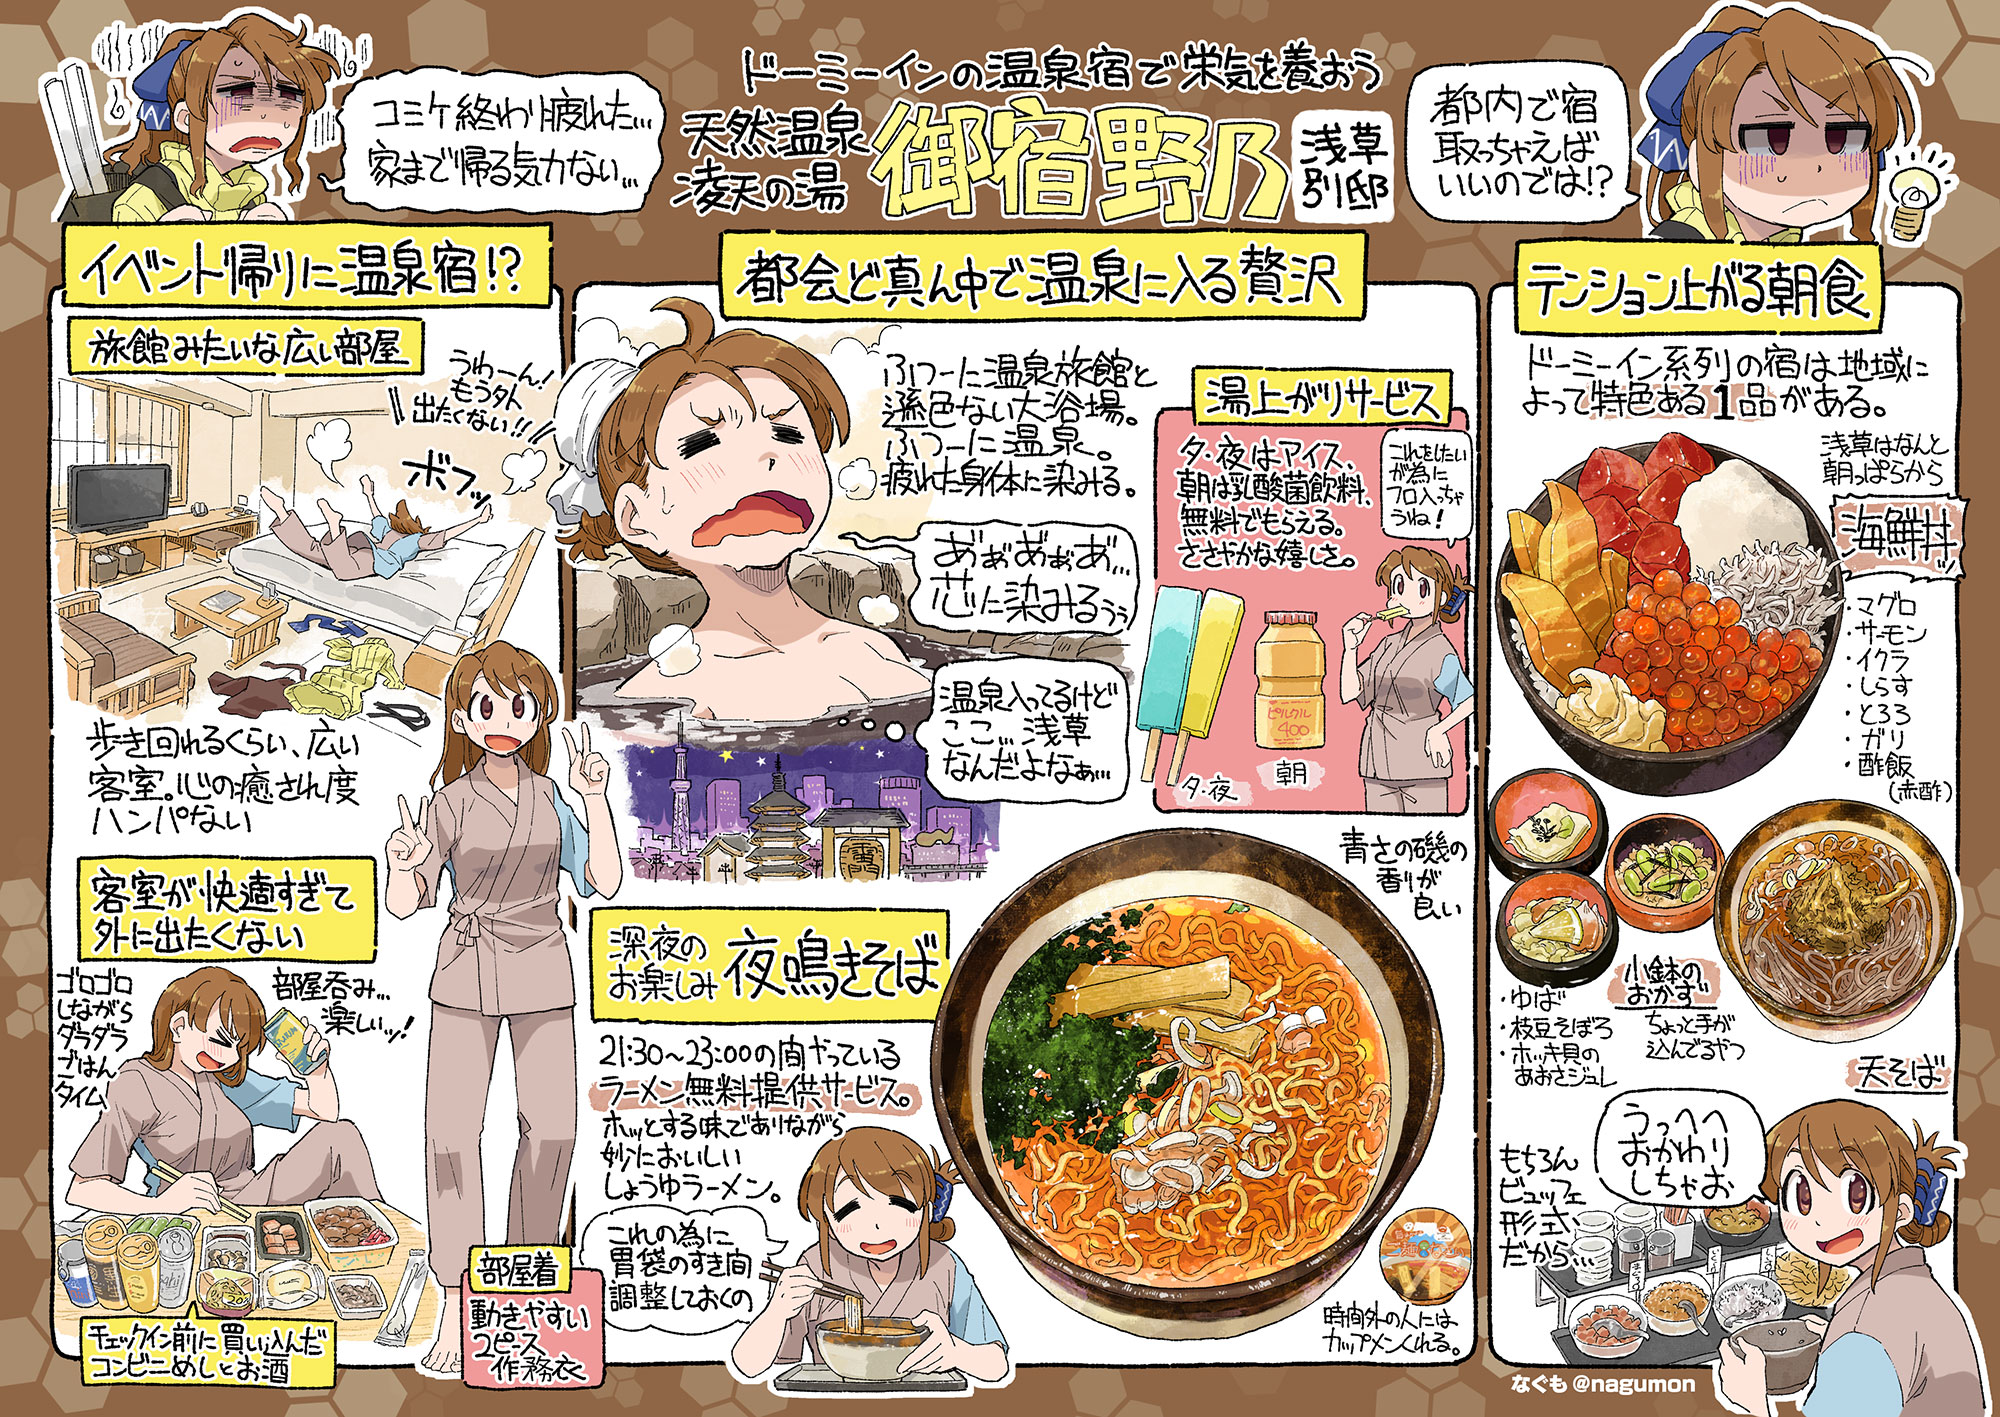 コミケ終わり疲れた…
家まで帰る気力ない…
ドーミーインの温泉宿で栄気を養おう
天然温泉
凌天の湯
御宿野乃
浅草
別邸
都内で宿
取っちゃえば
いいのでは!?
イベント帰りに温泉宿!?
旅館みたいな広い部屋
うわーん!
もう外
出たくない!!
ボフッ
歩き回れるくらい、広い
客室。心の癒され度
ハンパない
客室が快適すぎて
外に出たくない
ゴロゴロ
しながら
ダラダラ
ごはん
タイム
部屋呑み…
楽しいッ!
チェックイン前に買い込んだ
コンビニめしとお酒
部屋着
動きやすい
2ピース
作務衣
都会ど真ん中で温泉に入る贅沢
ふつーに温泉旅館と
遜色ない大浴場。
ふつーに温泉。
疲れた身体に染みる。
あ゛ぁぁあ゛ぁぁあ゛…
芯に染みるぅぅ
温泉入ってるけど
ここ…浅草
なんだよなぁ…
湯上がりサービス
夕・夜はアイス、
朝は乳酸菌飲料、
無料でもらえる。
ささやかな嬉しさ。
これをしたい
が為に
フロ入っちゃ
うね!
ピルクル
400
夕・夜
朝
深夜の
お楽しみ
夜鳴きそば
21:30～23:00の間やっている
ラーメン無料提供サービス。
ホッとする味でありながら
妙においしい
しょうゆラーメン。
これの為に
胃袋のすき間
調整しておくの
青さの磯の
香りが
良い
時間外の人には
カップメンくれる。
テンション上がる朝食
ドーミーイン系列の宿は地域に
よって特色ある1品がある。
浅草はなんと
朝っぱらから
海鮮丼ッ
・マグロ
・サーモン
・イクラ
・しらす
・とろろ
・ガリ
・酢飯
(赤酢)
小鉢の
おかず
ちょっと手が
込んでるやつ
・ゆば
・枝豆そぼろ
・ホッキ貝の
あおさジュレ
天そば
もちろん
ビュッフェ
形式
だから…
うっへへ
おかわり
しちゃお
なぐも @nagumon